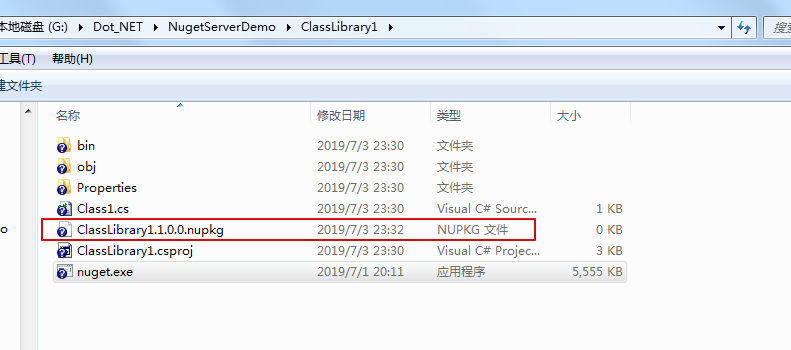 本地磁盘 (G:) ▸ Dot_NET ▸ NugetServerDemo ▸ ClassLibrary1 ▸ 搜索
工具(T) 帮助(H)
建文件夹
名称 修改日期 类型 大小
bin 2019/7/3 23:30 文件夹
obj 2019/7/3 23:30 文件夹
Properties 2019/7/3 23:30 文件夹
Class1.cs 2019/7/3 23:30 Visual C# Sourc... 1 KB
ClassLibrary1.1.0.0.nupkg 2019/7/3 23:32 NUPKG 文件 0 KB
ClassLibrary1.csproj 2019/7/3 23:30 Visual C# Projec... 3 KB
nuget.exe 2019/7/1 20:11 应用程序 5,555 KB